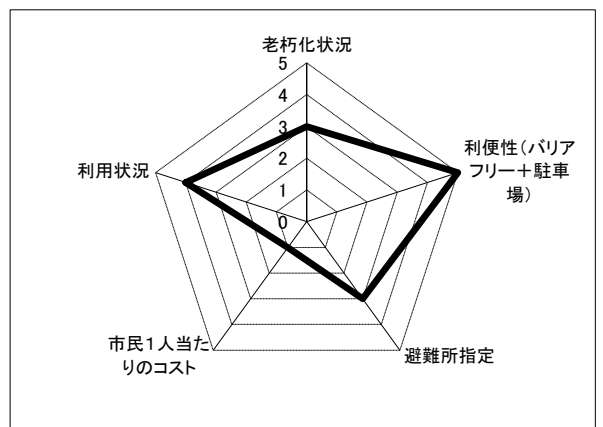 老朽化状況
5
4
3
2
1
0
利便性（バリア
フリー＋駐車
場）
利用状況
市民１人当た
りのコスト
避難所指定